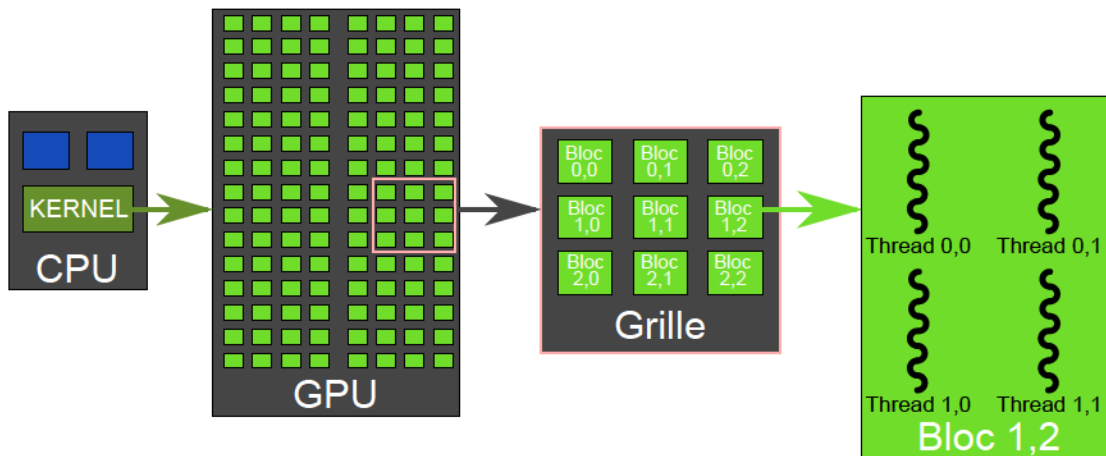 KERNEL
CPU
GPU
Bloc
0,0
Bloc
0,1
Bloc
0,2
Bloc
1,0
Bloc
1,1
Bloc
1,2
Bloc
2,0
Bloc
2,1
Bloc
2,2
Grille
Thread 0,0
Thread 0,1
Thread 1,0
Thread 1,1
Bloc 1,2